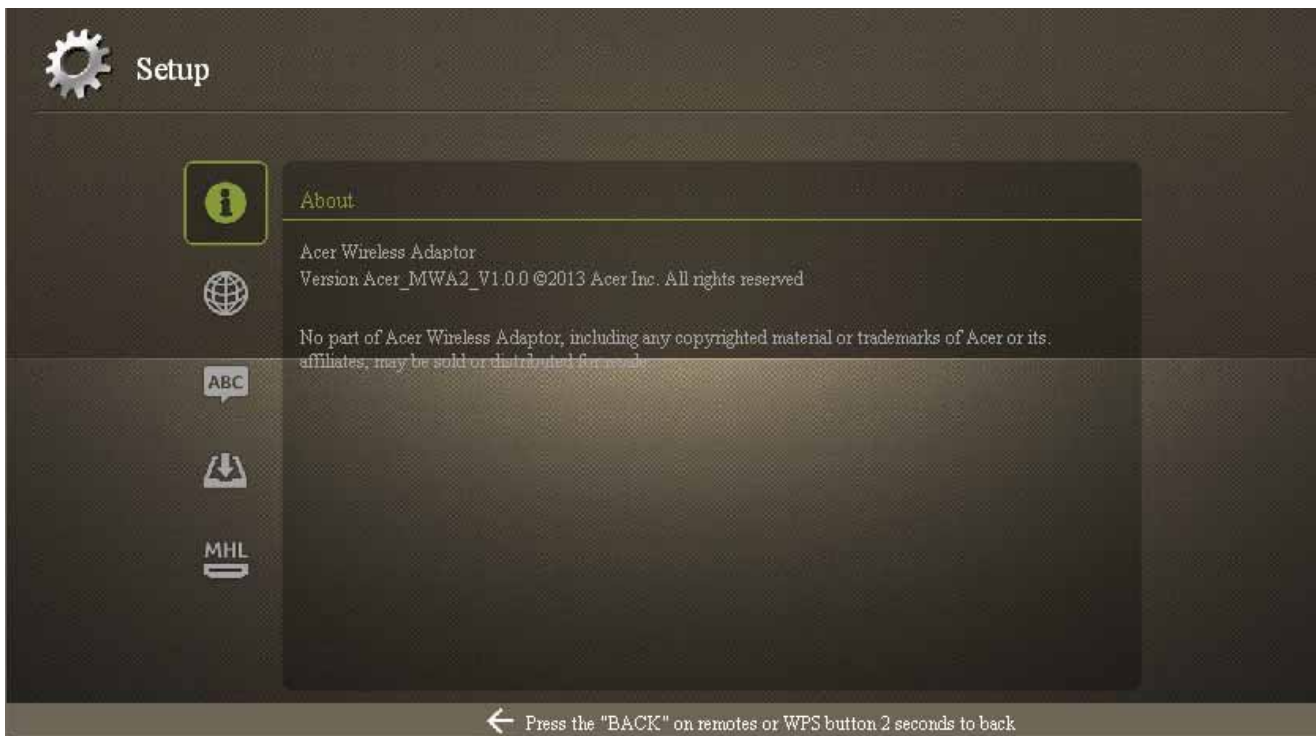 Setup
About
Acer Wireless Adaptor
Version Acer_MWA2_V1.0.0 ©2013 Acer Inc. All rights reserved
No part of Acer Wireless Adaptor, including any copyrighted material or trademarks of Acer or its.
affiliates, may be sold or distributed for resale.
ABC
MHL
Press the "BACK" on remotes or WPS button 2 seconds to back